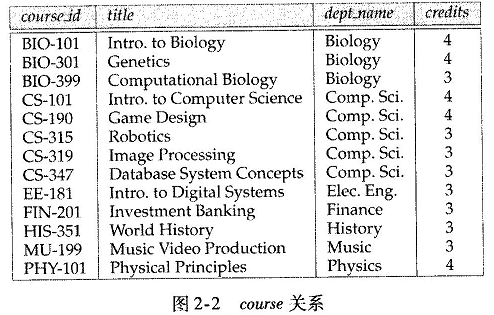 course_id title dept_name credits
BIO-101 Intro. to Biology Biology 4
BIO-301 Genetics Biology 4
BIO-399 Computational Biology Biology 3
CS-101 Intro. to Computer Science Comp. Sci. 4
CS-190 Game Design Comp. Sci. 4
CS-315 Robotics Comp. Sci. 3
CS-319 Image Processing Comp. Sci. 3
CS-347 Database System Concepts Comp. Sci. 3
EE-181 Intro. to Digital Systems Elec. Eng. 3
FIN-201 Investment Banking Finance 3
HIS-351 World History History 3
MU-199 Music Video Production Music 3
PHY-101 Physical Principles Physics 4
图 2-2 course 关系